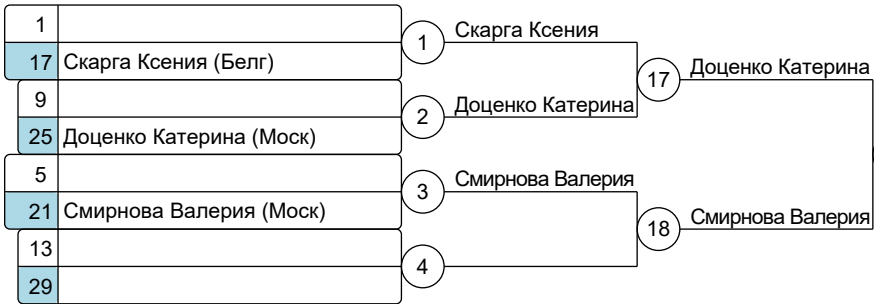 1
17 Скарга Ксения (Белг)
9
25 Доценко Катерина (Моск)
5
21 Смирнова Валерия (Моск)
13
29
1 Скарга Ксения
2 Доценко Катерина
3 Смирнова Валерия
4
17 Доценко Катерина
18 Смирнова Валерия